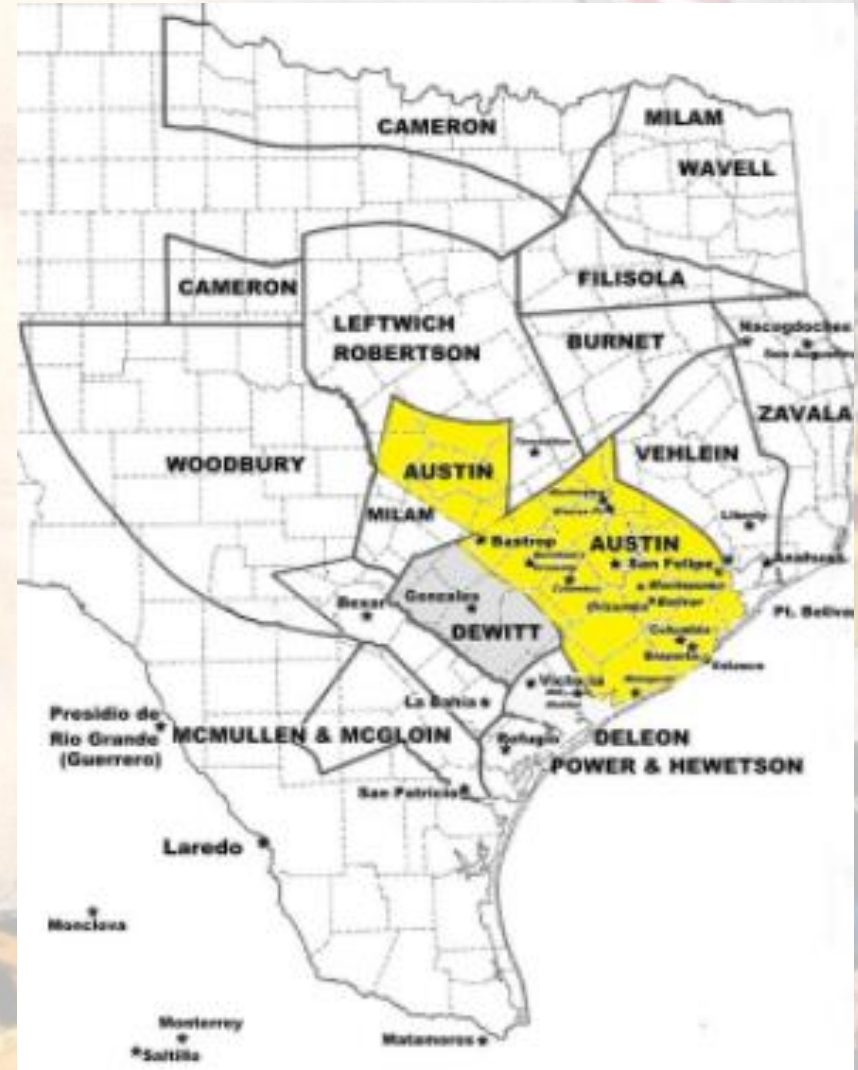 CAMERON
MILAM
WAVELL
CAMERON
FILISOLA
LEFTWICH
ROBERTSON
BURNET
Nacogdoches
San Augustine
ZAVALA
VEHLEIN
WOODBURY
AUSTIN
MILAM
Liberty
Bastrop
AUSTIN
San Felipe
Anahuac
Bexar
Gonzales
Bolivar
Pt. Bolivar
DEWITT
Columbia
Brazoria
Velasco
Victoria
La Bahia
Presidio de
Rio Grande
(Guerrero)
MCMULLEN & MCGLOIN
Refugio
DELEON
POWER & HEWETSON
San Patricio
Laredo
Monclova
Monterrey
Saltillo
Matamoros